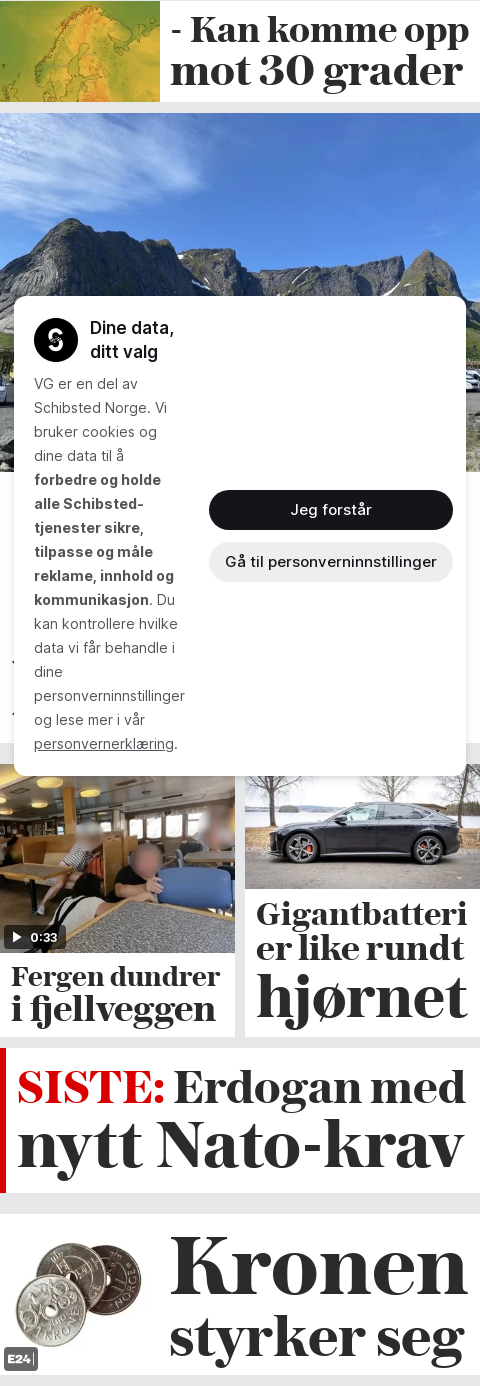 - Kan komme opp
mot 30 grader
Dine data,
ditt valg
VG er en del av
Schibsted Norge. Vi
bruker cookies og
dine data til å
forbedre og holde
alle Schibsted-
tjenester sikre,
tilpasse og måle
reklame, innhold og
kommunikasjon. Du
kan kontrollere hvilke
data vi får behandle i
dine
personverninnstillinger
og lese mer i vår
personvernerklæring.
Jeg forstår
Gå til personverninnstillinger
0:33
Fergen dundrer
i fjellveggen
Gigantbatteri
er like rundt
hjørnet
SISTE: Erdogan med
nytt Nato-krav
Kronen
styrker seg
E24